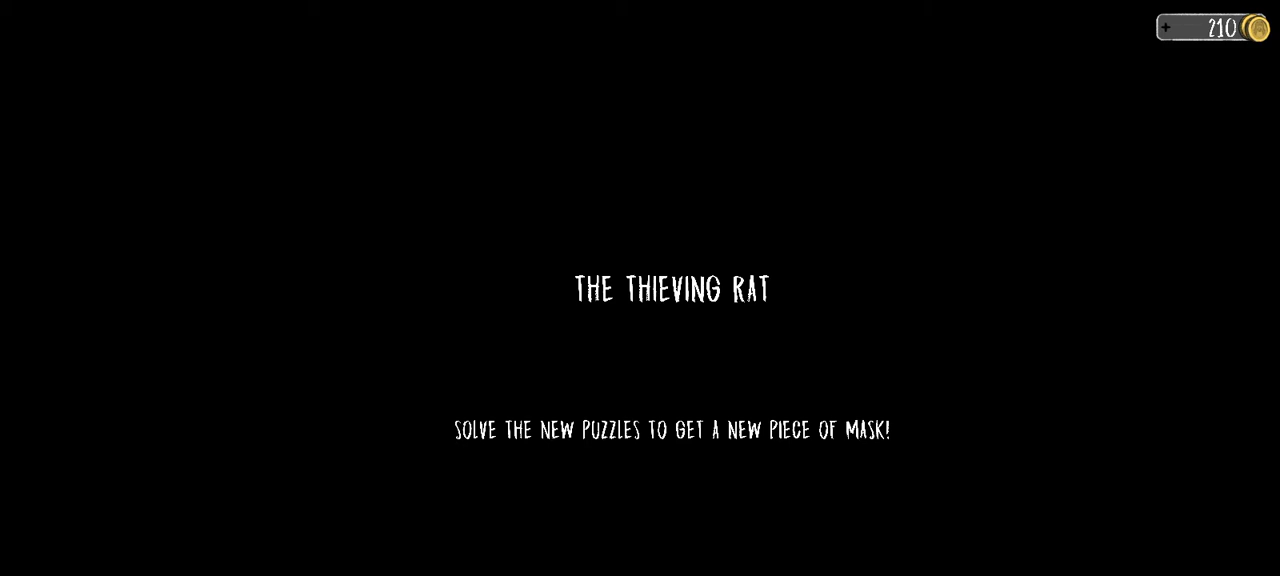 + 210
THE THIEVING RAT
SOLVE THE NEW PUZZLES TO GET A NEW PIECE OF MASK!